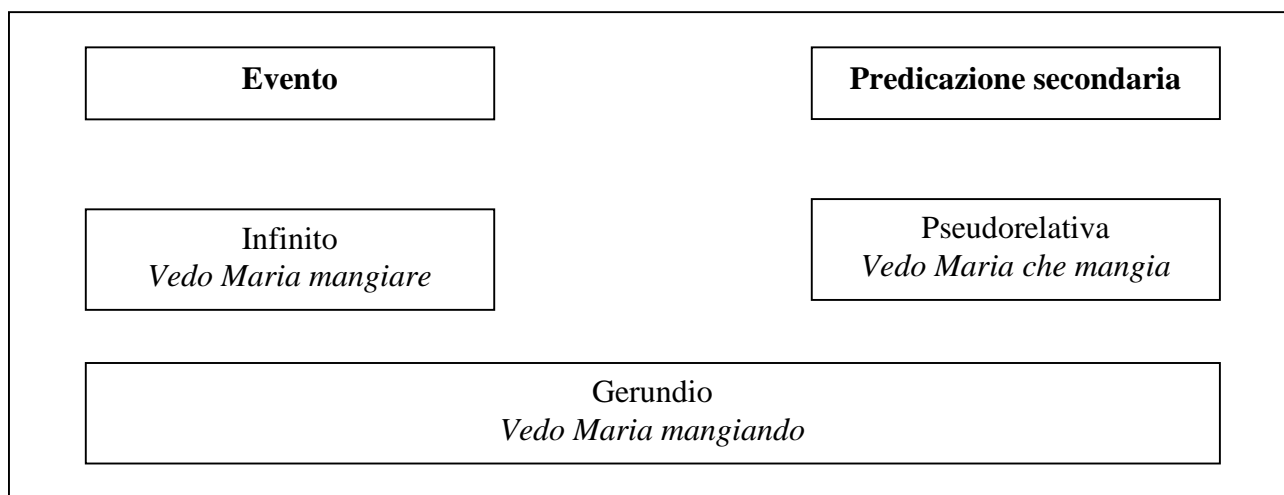 Evento
Predicazione secondaria
Infinito
Vedo Maria mangiare
Pseudorelativa
Vedo Maria che mangia
Gerundio
Vedo Maria mangiando